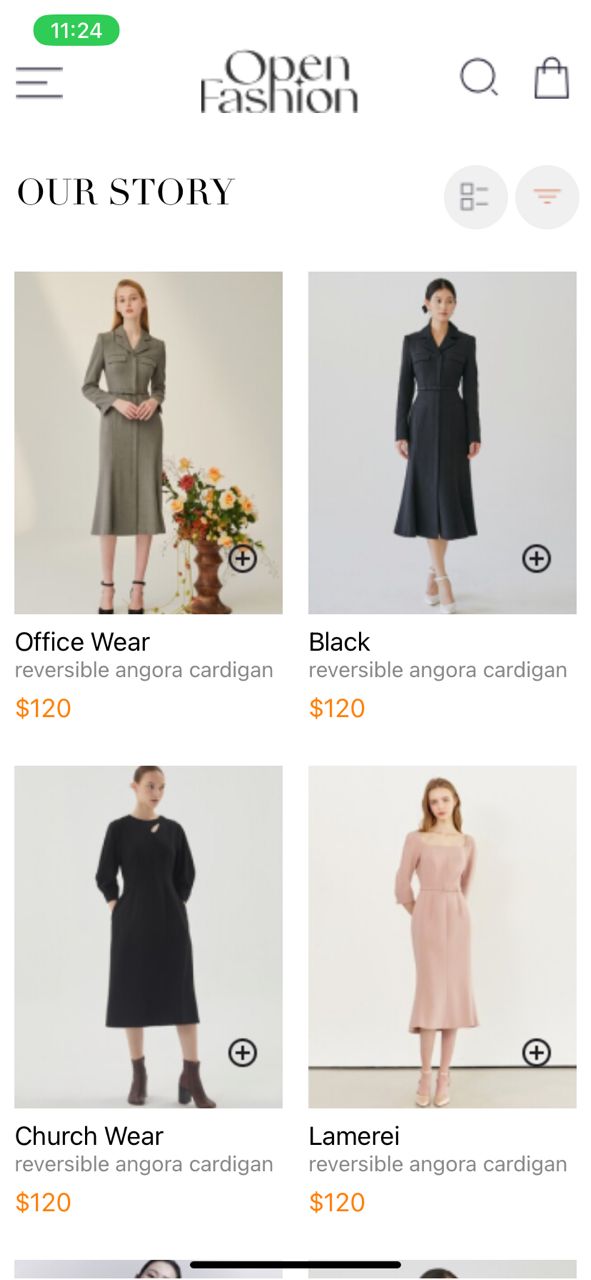 11:24
Open
Fashion
OUR STORY
Office Wear
reversible angora cardigan
$120
Black
reversible angora cardigan
$120
Church Wear
reversible angora cardigan
$120
Lamerei
reversible angora cardigan
$120